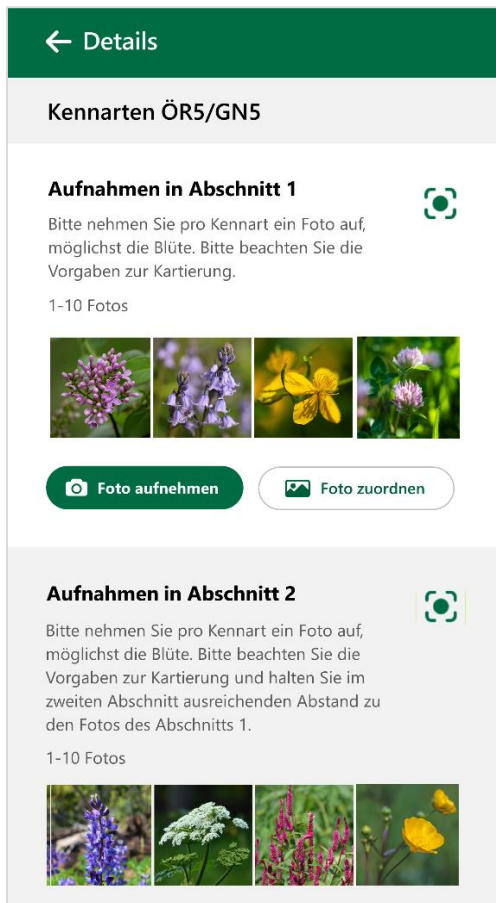 Details
Kennarten ÖR5/GN5
Aufnahmen in Abschnitt 1
Bitte nehmen Sie pro Kennart ein Foto auf,
möglichst die Blüte. Bitte beachten Sie die
Vorgaben zur Kartierung.
1-10 Fotos
Foto aufnehmen
Foto zuordnen
Aufnahmen in Abschnitt 2
Bitte nehmen Sie pro Kennart ein Foto auf,
möglichst die Blüte. Bitte beachten Sie die
Vorgaben zur Kartierung und halten Sie im
zweiten Abschnitt ausreichenden Abstand zu
den Fotos des Abschnitts 1.
1-10 Fotos